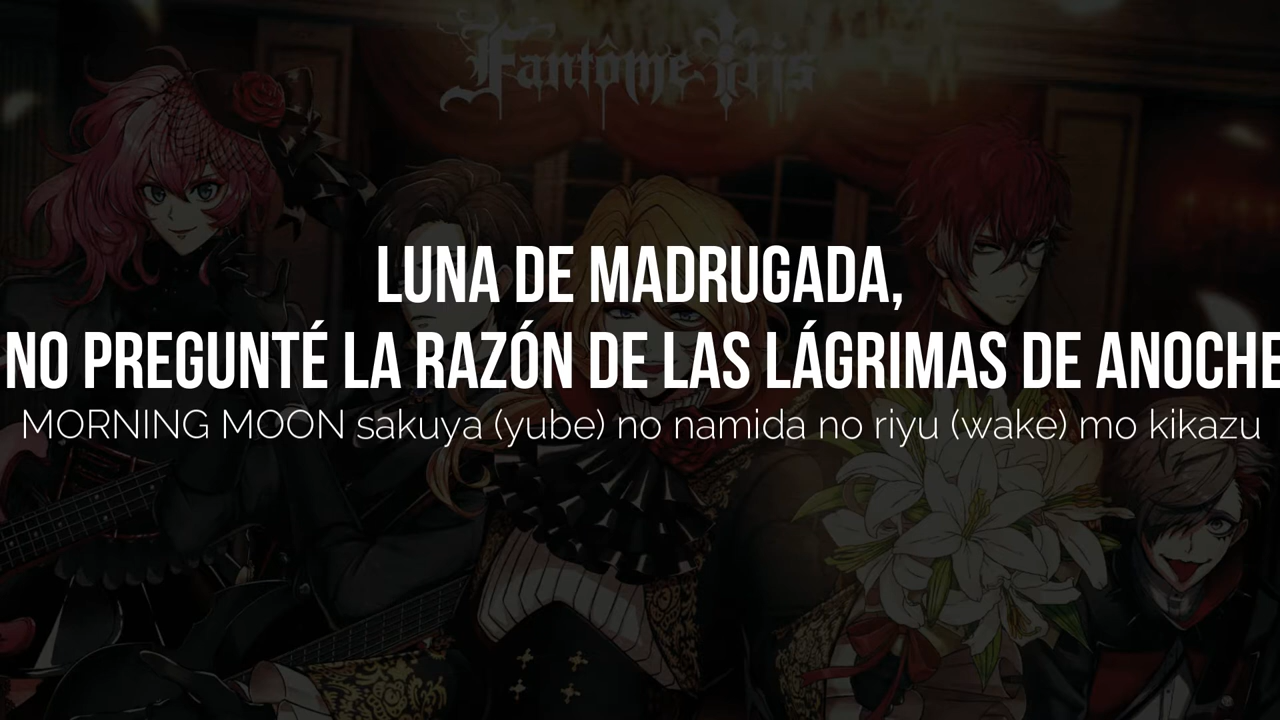 Fantôme iris
LUNA DE MADRUGADA,
NO PREGUNTÉ LA RAZÓN DE LAS LÁGRIMAS DE ANOCHE
MORNING MOON sakuya (yube) no namida no riyu (wake) mo kikazu